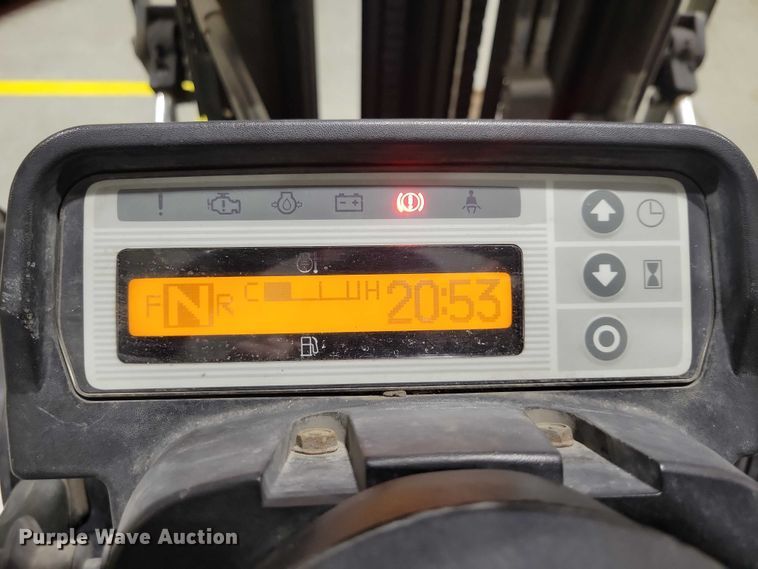 F N R C H 20:53
Purple Wave Auction